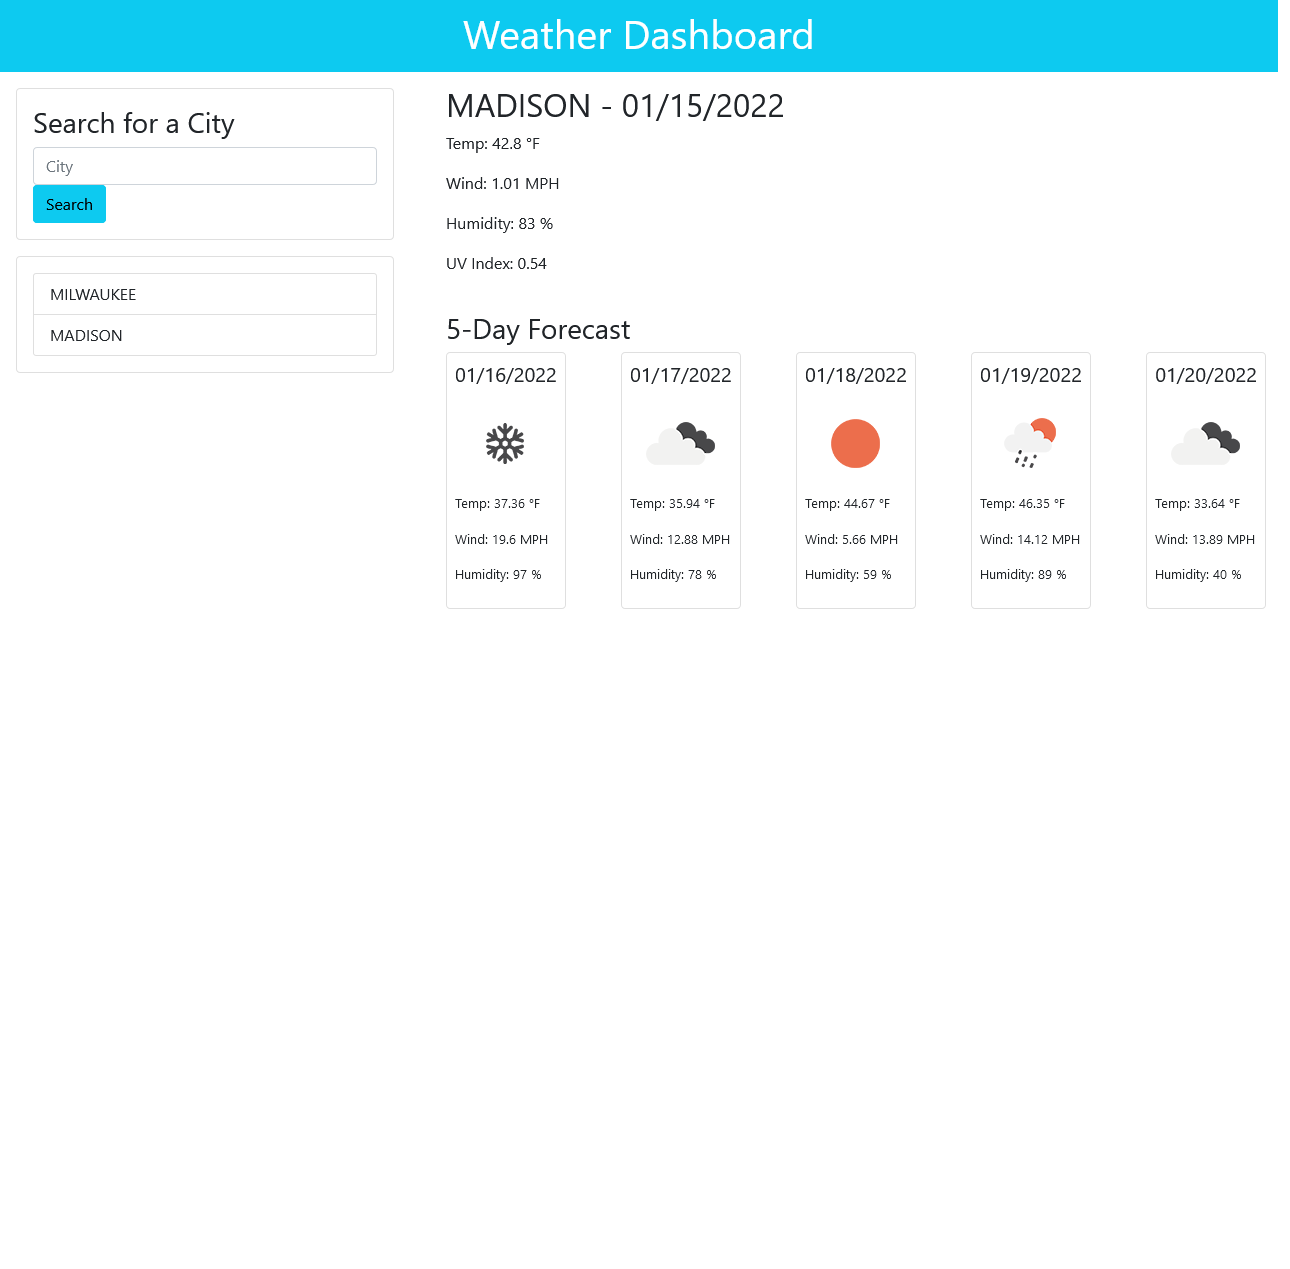 Weather Dashboard
Search for a City
City
Search
MILWAUKEE
MADISON
MADISON - 01/15/2022
Temp: 42.8 °F
Wind: 1.01 MPH
Humidity: 83 %
UV Index: 0.54
5-Day Forecast
01/16/2022
Temp: 37.36 °F
Wind: 19.6 MPH
Humidity: 97 %
01/17/2022
Temp: 35.94 °F
Wind: 12.88 MPH
Humidity: 78 %
01/18/2022
Temp: 44.67 °F
Wind: 5.66 MPH
Humidity: 59 %
01/19/2022
Temp: 46.35 °F
Wind: 14.12 MPH
Humidity: 89 %
01/20/2022
Temp: 33.64 °F
Wind: 13.89 MPH
Humidity: 40 %